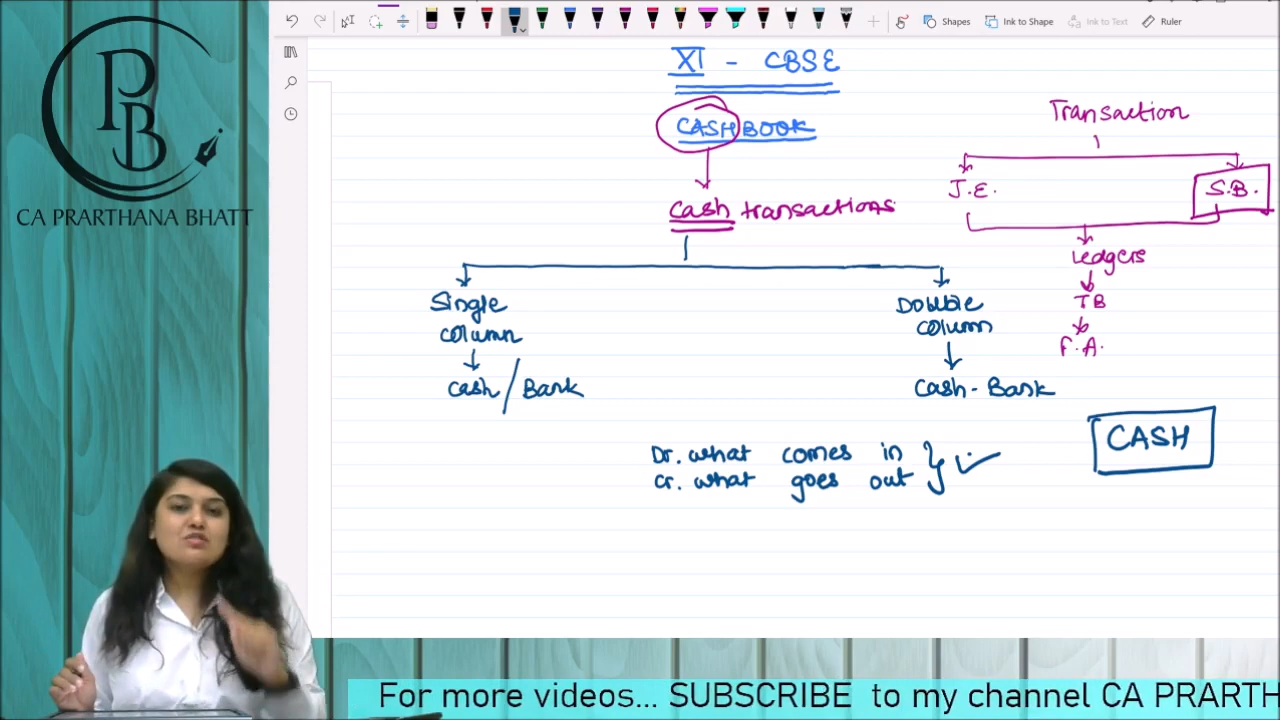 PB
CA PRARTHANA BHATT
Shapes
Ink to Shape
Ink to Text
Ruler
XI - CBSE
CASH BOOK
Cash transactions
Single column
Cash / Bank
Double column
Cash - Bank
Transaction
J.E.
S.B.
Ledgers
TB
F.A.
CASH
Dr. what comes in
Cr. what goes out
For more videos... SUBSCRIBE to my channel CA PRARTH